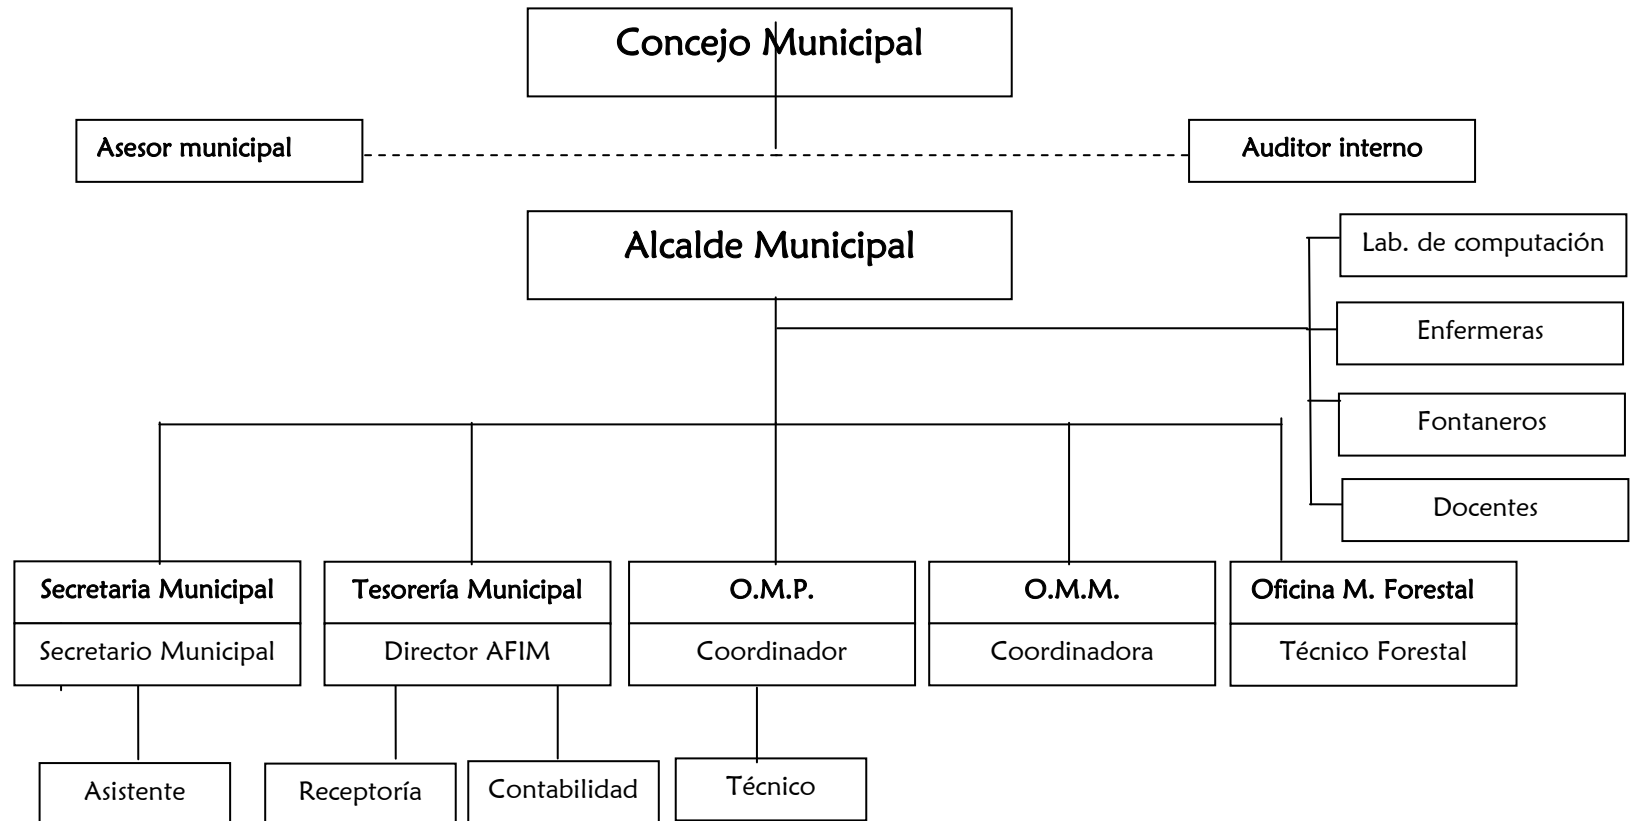 Concejo Municipal
Asesor municipal
Auditor interno
Alcalde Municipal
Lab. de computación
Enfermeras
Fontaneros
Docentes
Secretaria Municipal
Secretario Municipal
Tesorería Municipal
Director AFIM
O.M.P.
Coordinador
O.M.M.
Coordinadora
Oficina M. Forestal
Técnico Forestal
Asistente
Receptoría
Contabilidad
Técnico